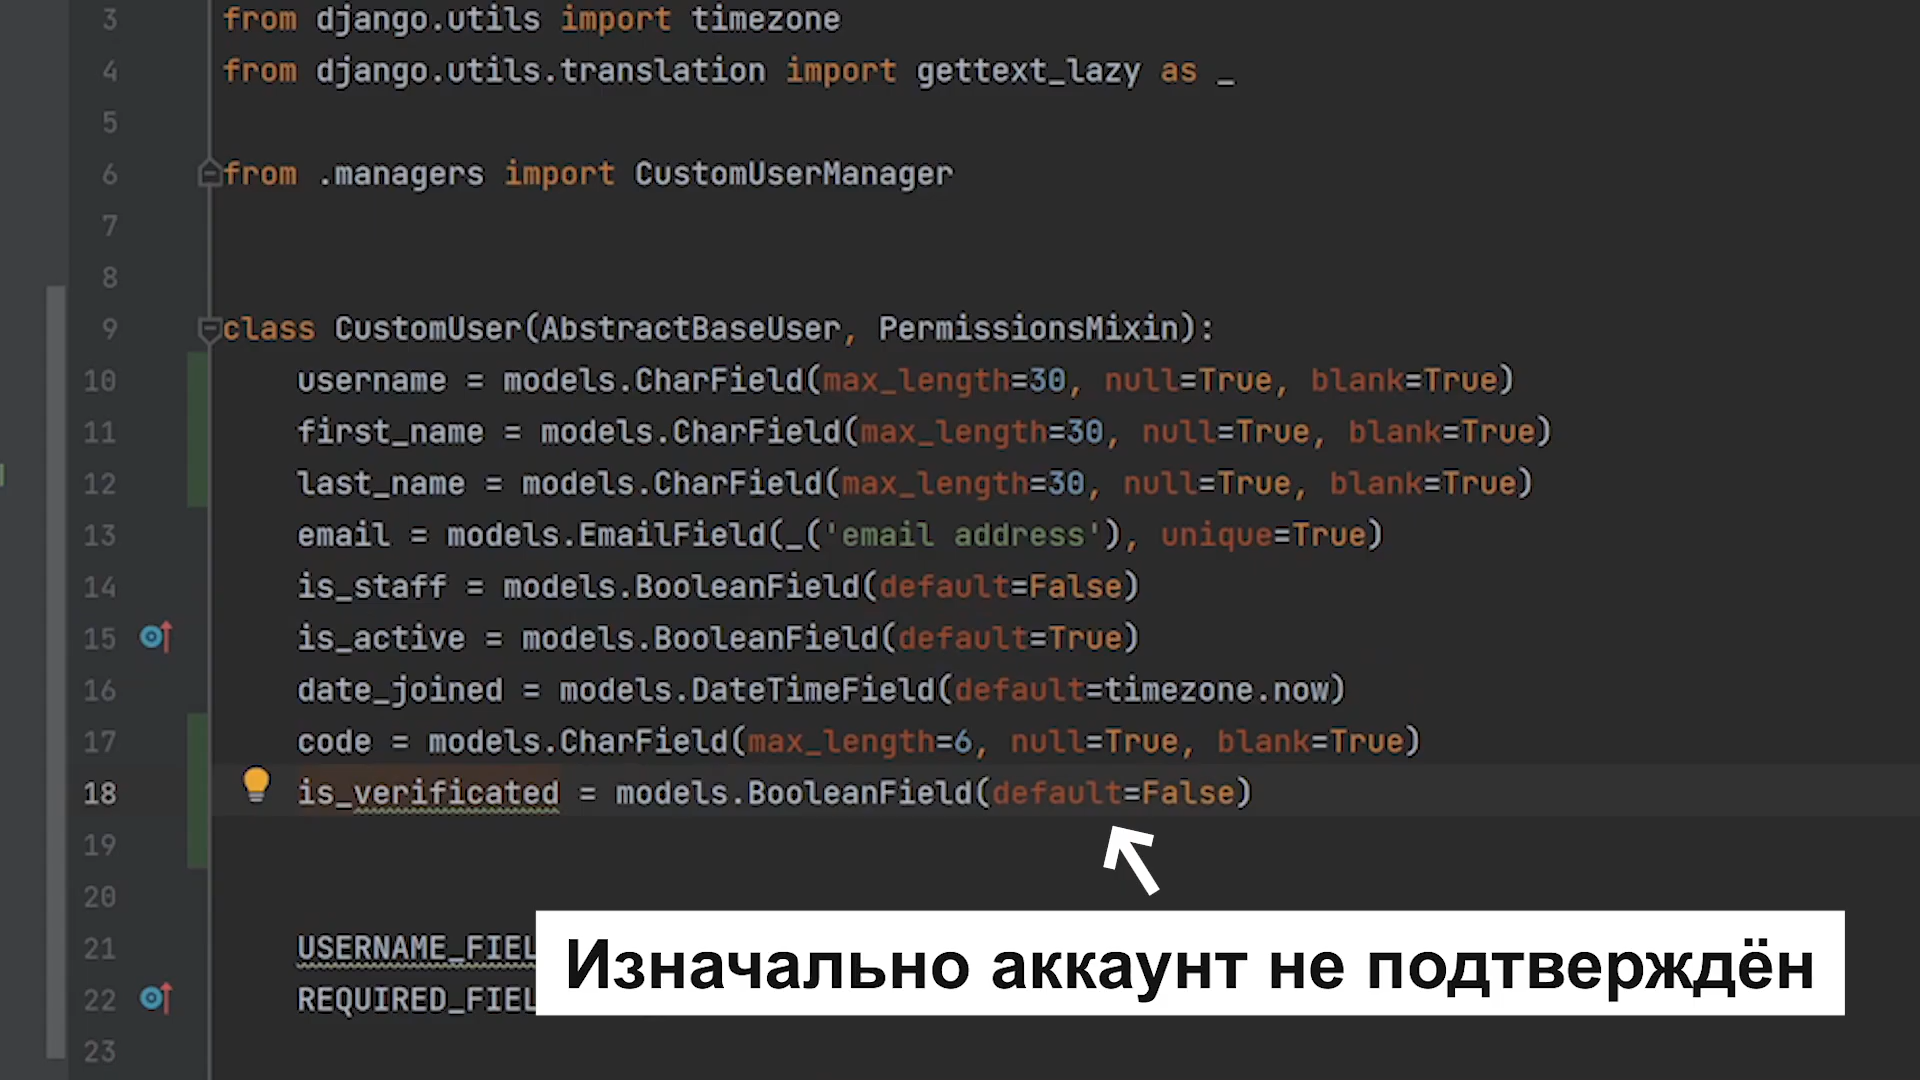 3 from django.utils import timezone
4 from django.utils.translation import gettext_lazy as _
5
6 from .managers import CustomUserManager
7
8
9 class CustomUser(AbstractBaseUser, PermissionsMixin):
10 username = models.CharField(max_length=30, null=True, blank=True)
11 first_name = models.CharField(max_length=30, null=True, blank=True)
12 last_name = models.CharField(max_length=30, null=True, blank=True)
13 email = models.EmailField(_('email address'), unique=True)
14 is_staff = models.BooleanField(default=False)
15 is_active = models.BooleanField(default=True)
16 date_joined = models.DateTimeField(default=timezone.now)
17 code = models.CharField(max_length=6, null=True, blank=True)
18 is_verificated = models.BooleanField(default=False)
19
20
21 USERNAME_FIEL
22 REQUIRED_FIEL
23
Изначально аккаунт не подтверждён